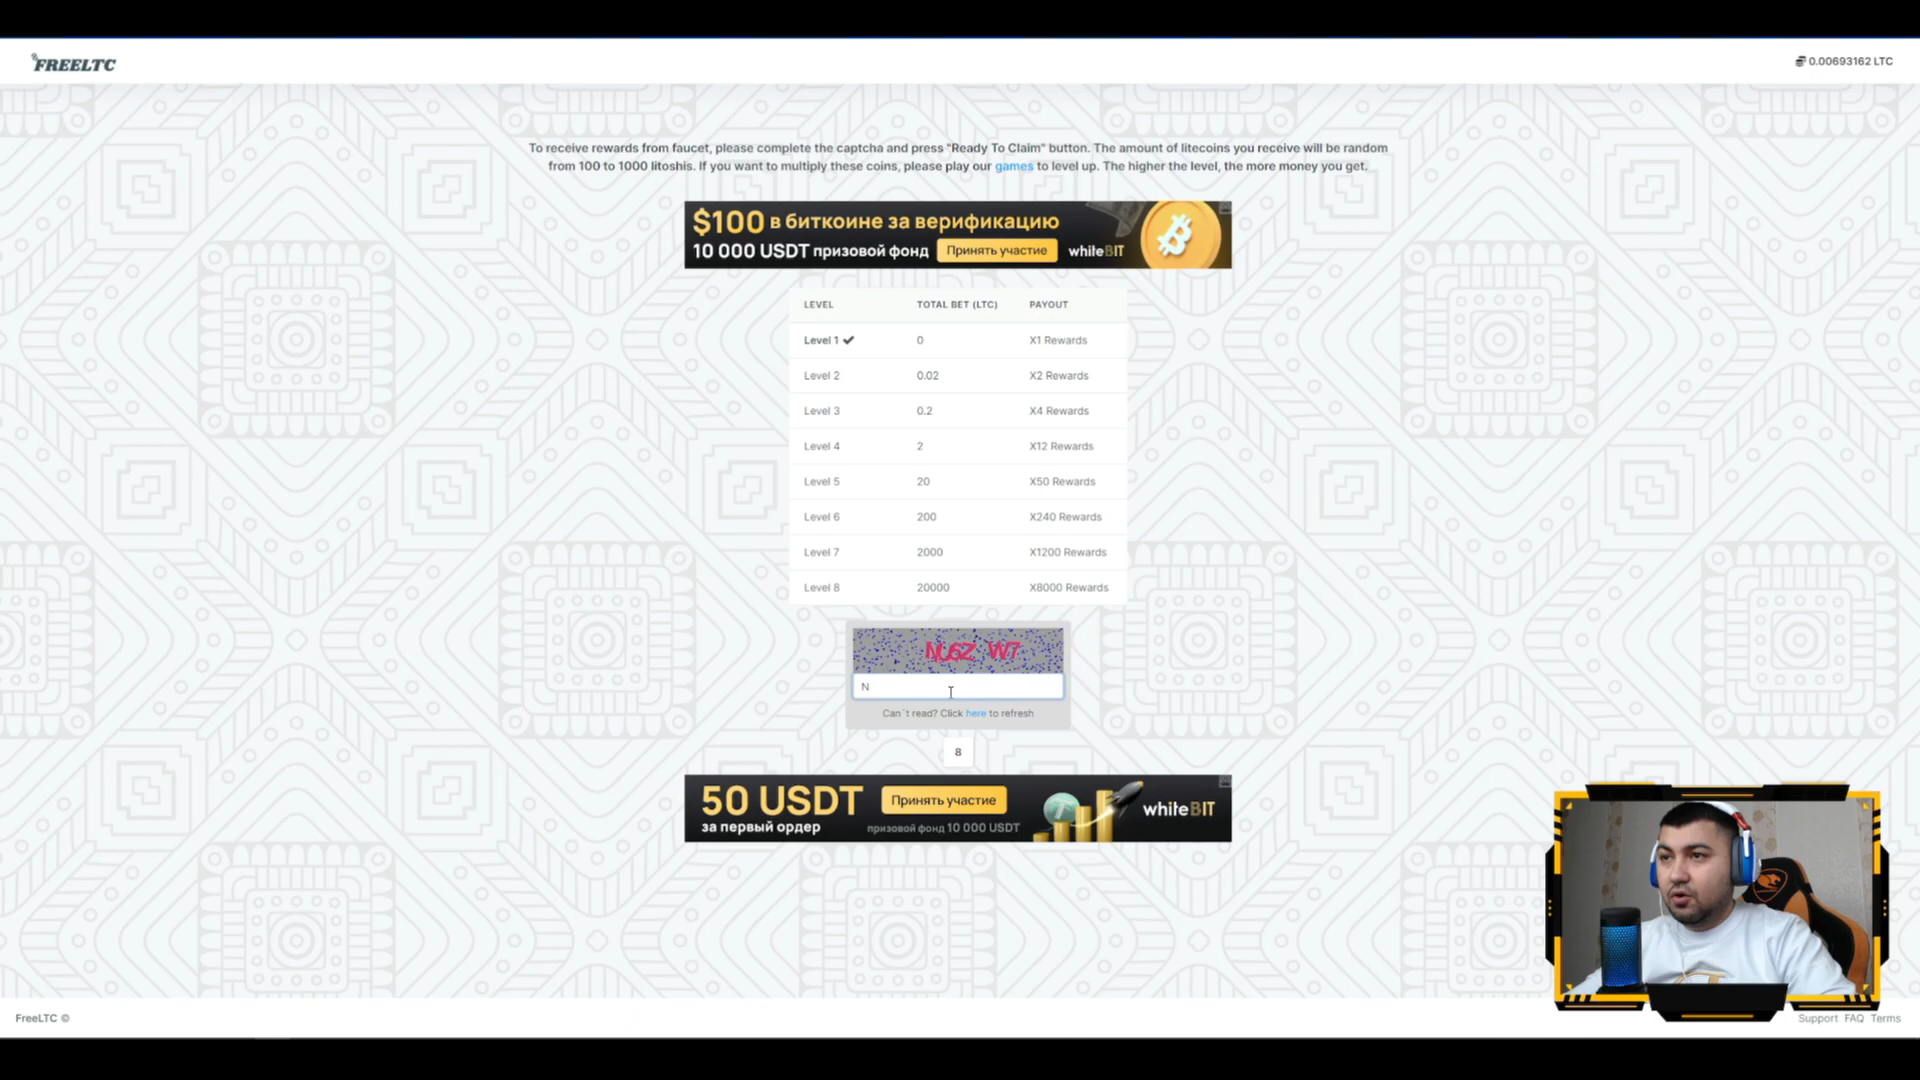 FREELTC
0.00693162 LTC
To receive rewards from faucet, please complete the captcha and press "Ready To Claim" button. The amount of litecoins you receive will be random
from 100 to 1000 litoshis. If you want to multiply these coins, please play our games to level up. The higher the level, the more money you get.
$100 в биткоине за верификацию
10 000 USDT призовой фонд Принять участие whiteBIT
LEVEL TOTAL BET (LTC) PAYOUT
Level 1 0 X1 Rewards
Level 2 0.02 X2 Rewards
Level 3 0.2 X4 Rewards
Level 4 2 X12 Rewards
Level 5 20 X50 Rewards
Level 6 200 X240 Rewards
Level 7 2000 X1200 Rewards
Level 8 20000 X8000 Rewards
N
Can`t read? Click here to refresh
8
50 USDT Принять участие whiteBIT
за первый ордер призовой фонд 10 000 USDT
FreeLTC ©
Support FAQ Terms